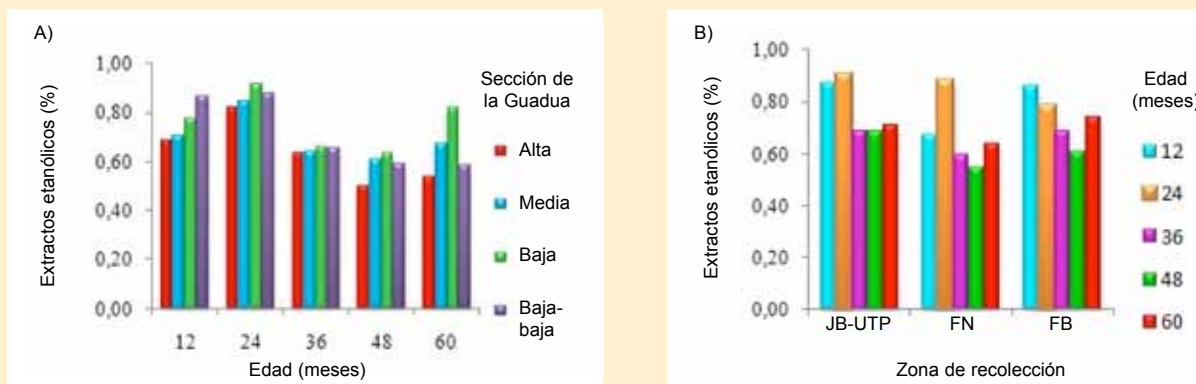 A)
Extractos etanólicos (%)
1,00
0,80
0,60
0,40
0,20
0,00
12 24 36 48 60
Edad (meses)
Sección de
la Guadua
Alta
Media
Baja
Baja-
baja
B)
Extractos etanólicos (%)
1,00
0,80
0,60
0,40
0,20
0,00
JB-UTP FN FB
Zona de recolección
Edad
(meses)
12
24
36
48
60